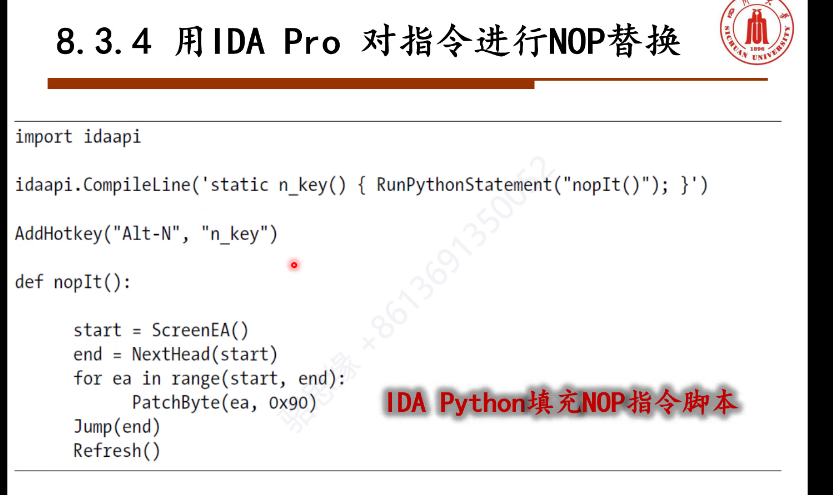 8.3.4 用IDA Pro 对指令进行NOP替换
1896
SICHUAN UNIVERSITY
import idaapi
idaapi.CompileLine('static n_key() { RunPythonStatement("nopIt()"); }')
AddHotkey("Alt-N", "n_key")
def nopIt():
start = ScreenEA()
end = NextHead(start)
for ea in range(start, end):
PatchByte(ea, 0x90)
Jump(end)
Refresh()
IDA Python填充NOP指令脚本